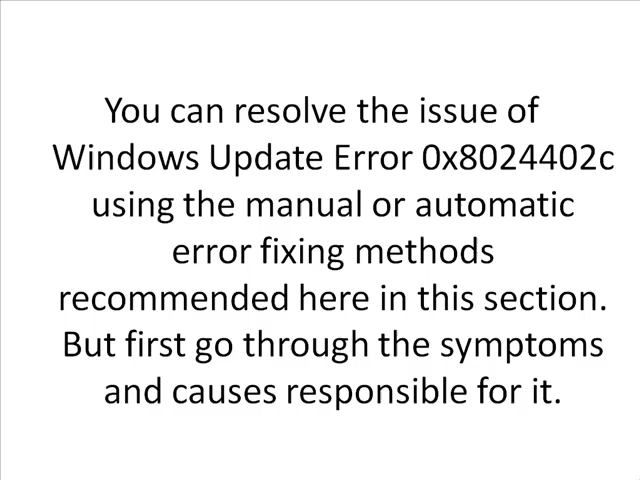 You can resolve the issue of
Windows Update Error 0x8024402c
using the manual or automatic
error fixing methods
recommended here in this section.
But first go through the symptoms
and causes responsible for it.